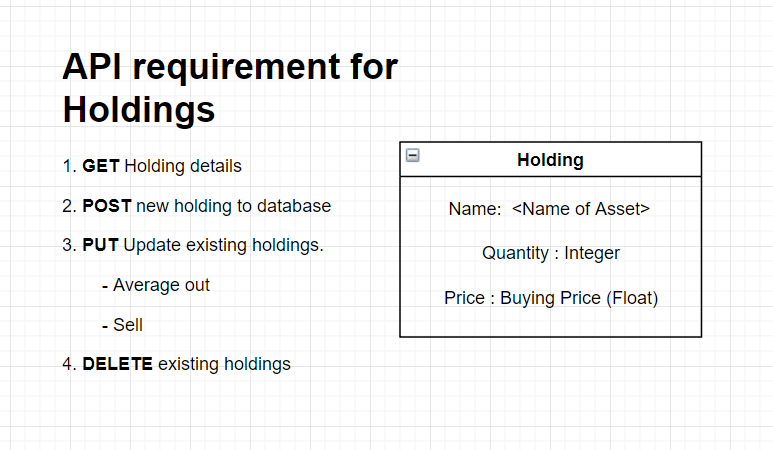 API requirement for
Holdings
1. GET Holding details
2. POST new holding to database
3. PUT Update existing holdings.
- Average out
- Sell
4. DELETE existing holdings
Holding
Name:  <Name of Asset>
Quantity : Integer
Price : Buying Price (Float)